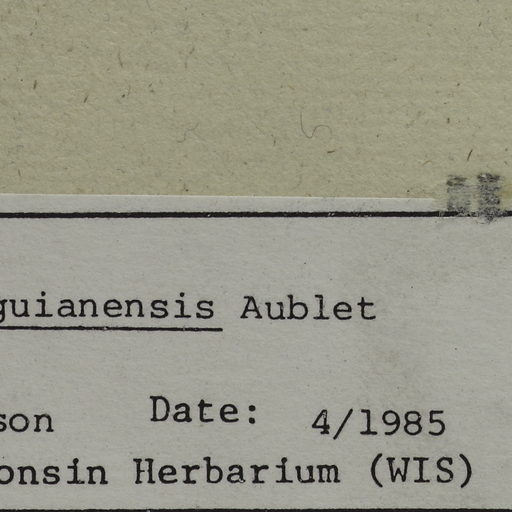 guianensis Aublet
son Date: 4/1985
onsin Herbarium (WIS)